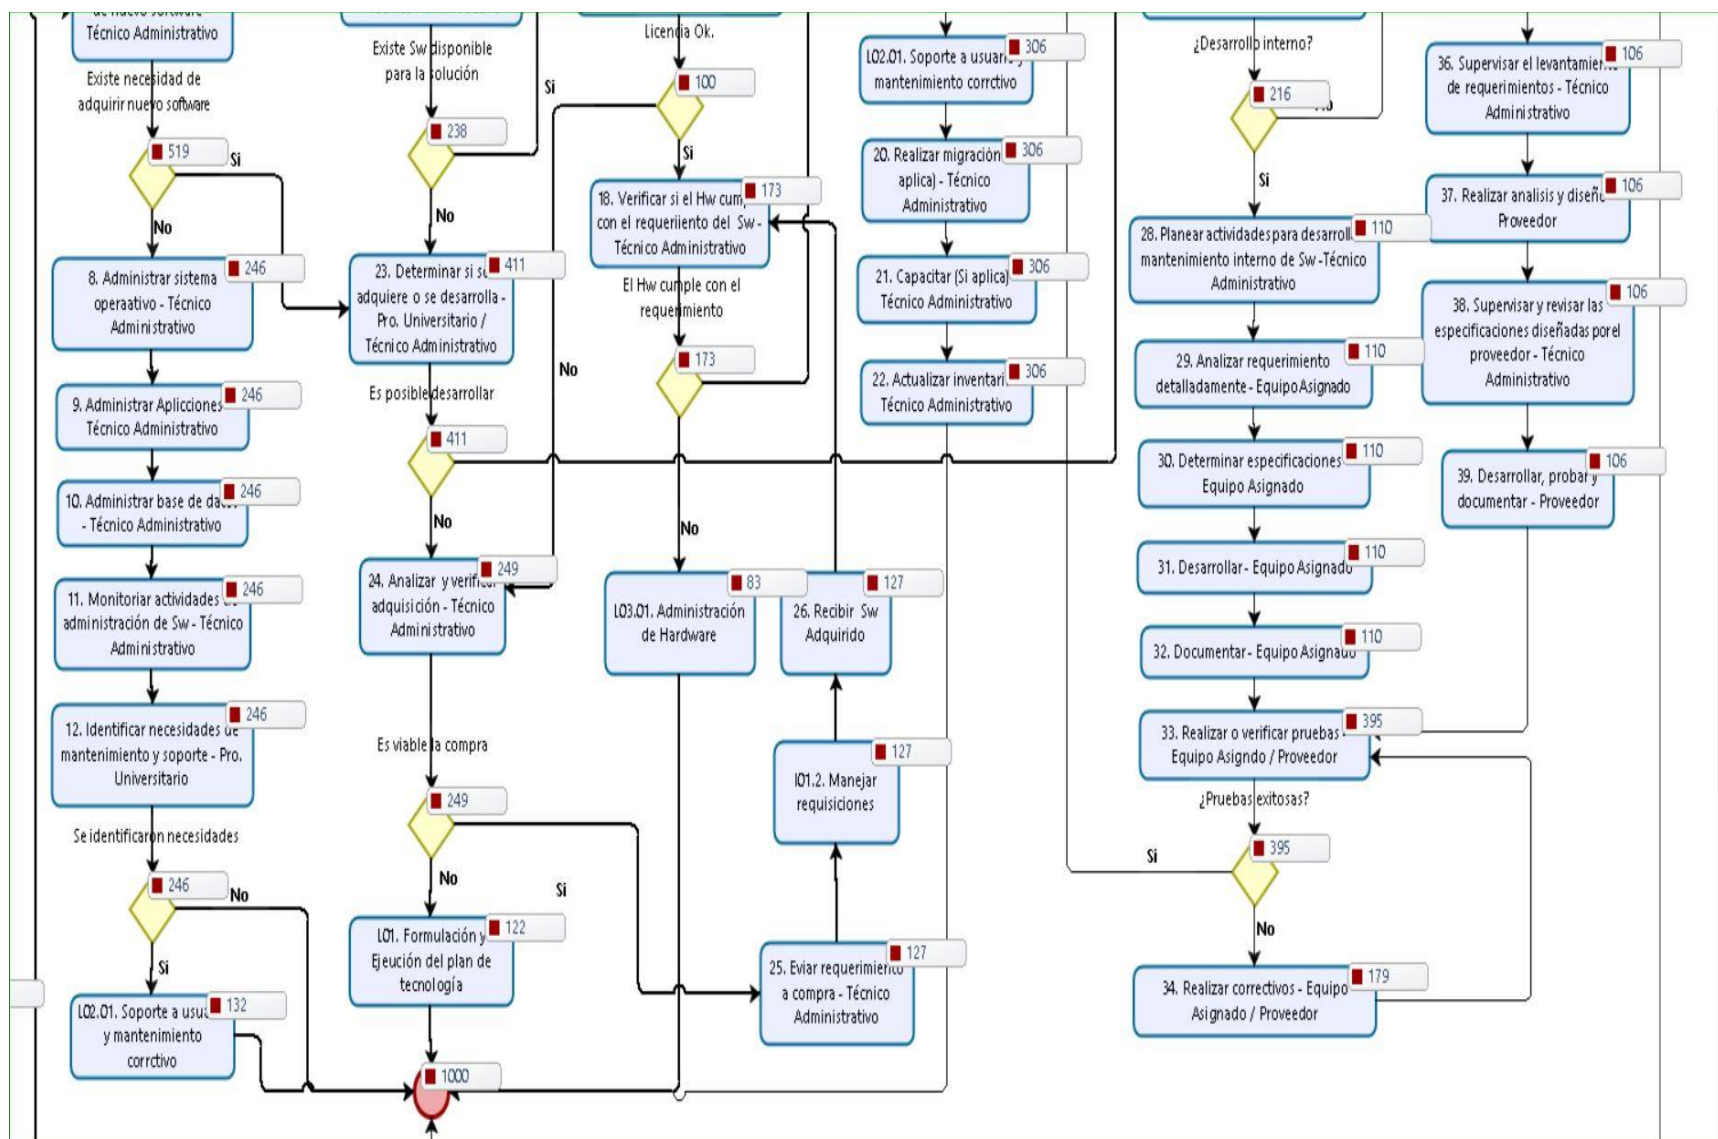 Técnico Administrativo
Existe necesidad de
adquirir nuevo software
519
Si
No
8. Administrar sistema
operaativo - Técnico
Administrativo
246
9. Administrar Aplicciones
Técnico Administrativo
246
10. Administrar base de datos
- Técnico Administrativo
246
11. Monitoriar actividades
administración de Sw - Técnico
Administrativo
246
12. Identificar necesidades de
mantenimiento y soporte - Pro.
Universitario
246
Se identificaron necesidades
246
No
Si
L02.01. Soporte a
y mantenimiento
corrctivo
132
Existe Sw disponible
para la solución
238
Si
No
23. Determinar si se
adquiere o se desarrolla -
Pro. Universitario /
Técnico Administrativo
411
Es posible desarrollar
411
No
24. Analizar y verificar
adquisición - Técnico
Administrativo
249
Es viable la compra
249
No
Si
L01. Formulación y
Ejecución del plan de
tecnología
122
1000
Licencia Ok.
100
Si
No
18. Verificar si el Hw
con el requeriiento del Sw -
Técnico Administrativo
173
El Hw cumple con el
requerimiento
173
No
L03.01. Administración
de Hardware
83
26. Recibir Sw
Adquirido
127
I01.2. Manejar
requisiciones
127
25. Eviar requerimiento
a compra - Técnico
Administrativo
127
L02.01. Soporte a usuario y
mantenimiento corrctivo
306
20. Realizar migración
aplica) - Técnico
Administrativo
306
21. Capacitar (Si aplica)
Técnico Administrativo
306
22. Actualizar inventario
Técnico Administrativo
306
¿Desarrollo interno?
216
No
Si
28. Planear actividades para desarroll
mantenimiento interno de Sw -Técnico
Administrativo
110
29. Analizar requerimiento
detalladamente - Equipo Asignado
110
30. Determinar especificaciones
Equipo Asignado
110
31. Desarrollar - Equipo Asignado
110
32. Documentar - Equipo Asignado
110
33. Realizar o verificar pruebas
Equipo Asigndo / Proveedor
395
¿Pruebas exitosas?
395
Si
No
34. Realizar correctivos - Equipo
Asignado / Proveedor
179
36. Supervisar el levantamiento
de requerimientos - Técnico
Administrativo
106
37. Realizar analisis y diseño
Proveedor
106
38. Supervisar y revisar las
especificaciones diseñadas por el
proveedor - Técnico
Administrativo
106
39. Desarrollar, probar y
documentar - Proveedor
106